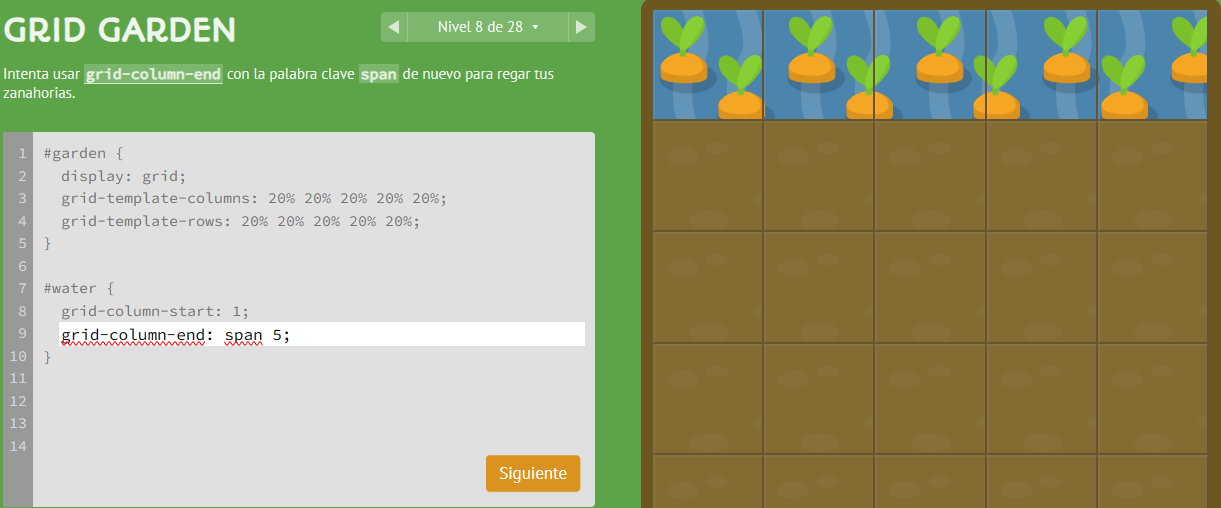 GRID GARDEN
Nivel 8 de 28
Intenta usar grid-column-end con la palabra clave span de nuevo para regar tus
zanahorias.
1 #garden {
2 display: grid;
3 grid-template-columns: 20% 20% 20% 20% 20%;
4 grid-template-rows: 20% 20% 20% 20% 20%;
5 }
6
7 #water {
8 grid-column-start: 1;
9 grid-column-end: span 5;
10 }
11
12
13
14
Siguiente